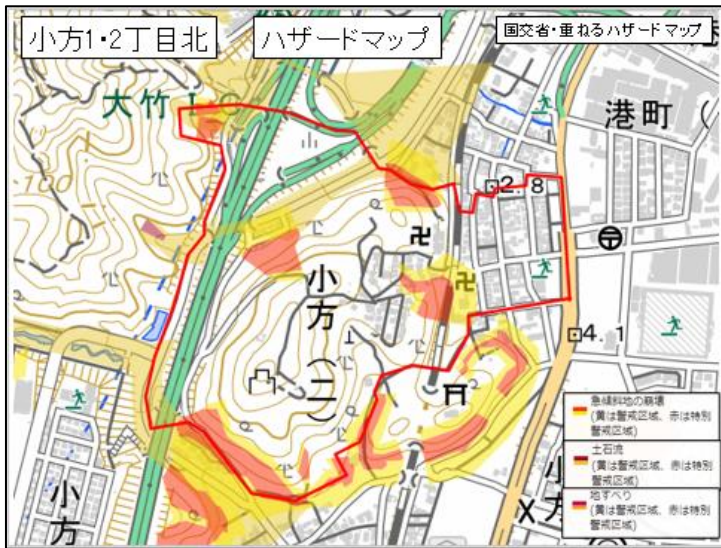 小方1・2丁目北
ハザードマップ
国交省・重ねるハザードマップ
大竹IC
港町(
180
2.8
小方(二)
4.1
小方
小方
急傾斜地の崩壊
(黄は警戒区域、赤は特別
警戒区域)
土石流
(黄は警戒区域、赤は特別
警戒区域)
地すべり
(黄は警戒区域、赤は特別
警戒区域)